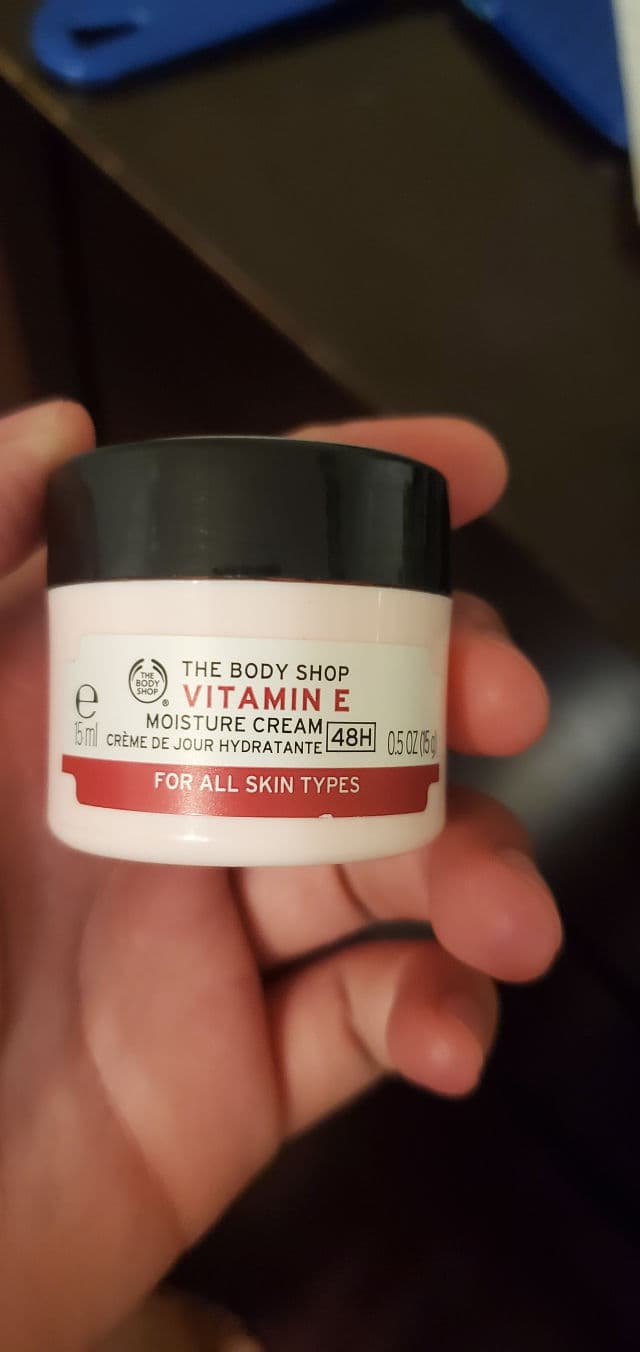 THE
BODY
SHOP
®
THE BODY SHOP
VITAMIN E
MOISTURE CREAM
CRÈME DE JOUR HYDRATANTE
48H
e
15 ml
0.5 OZ (15 g)
FOR ALL SKIN TYPES